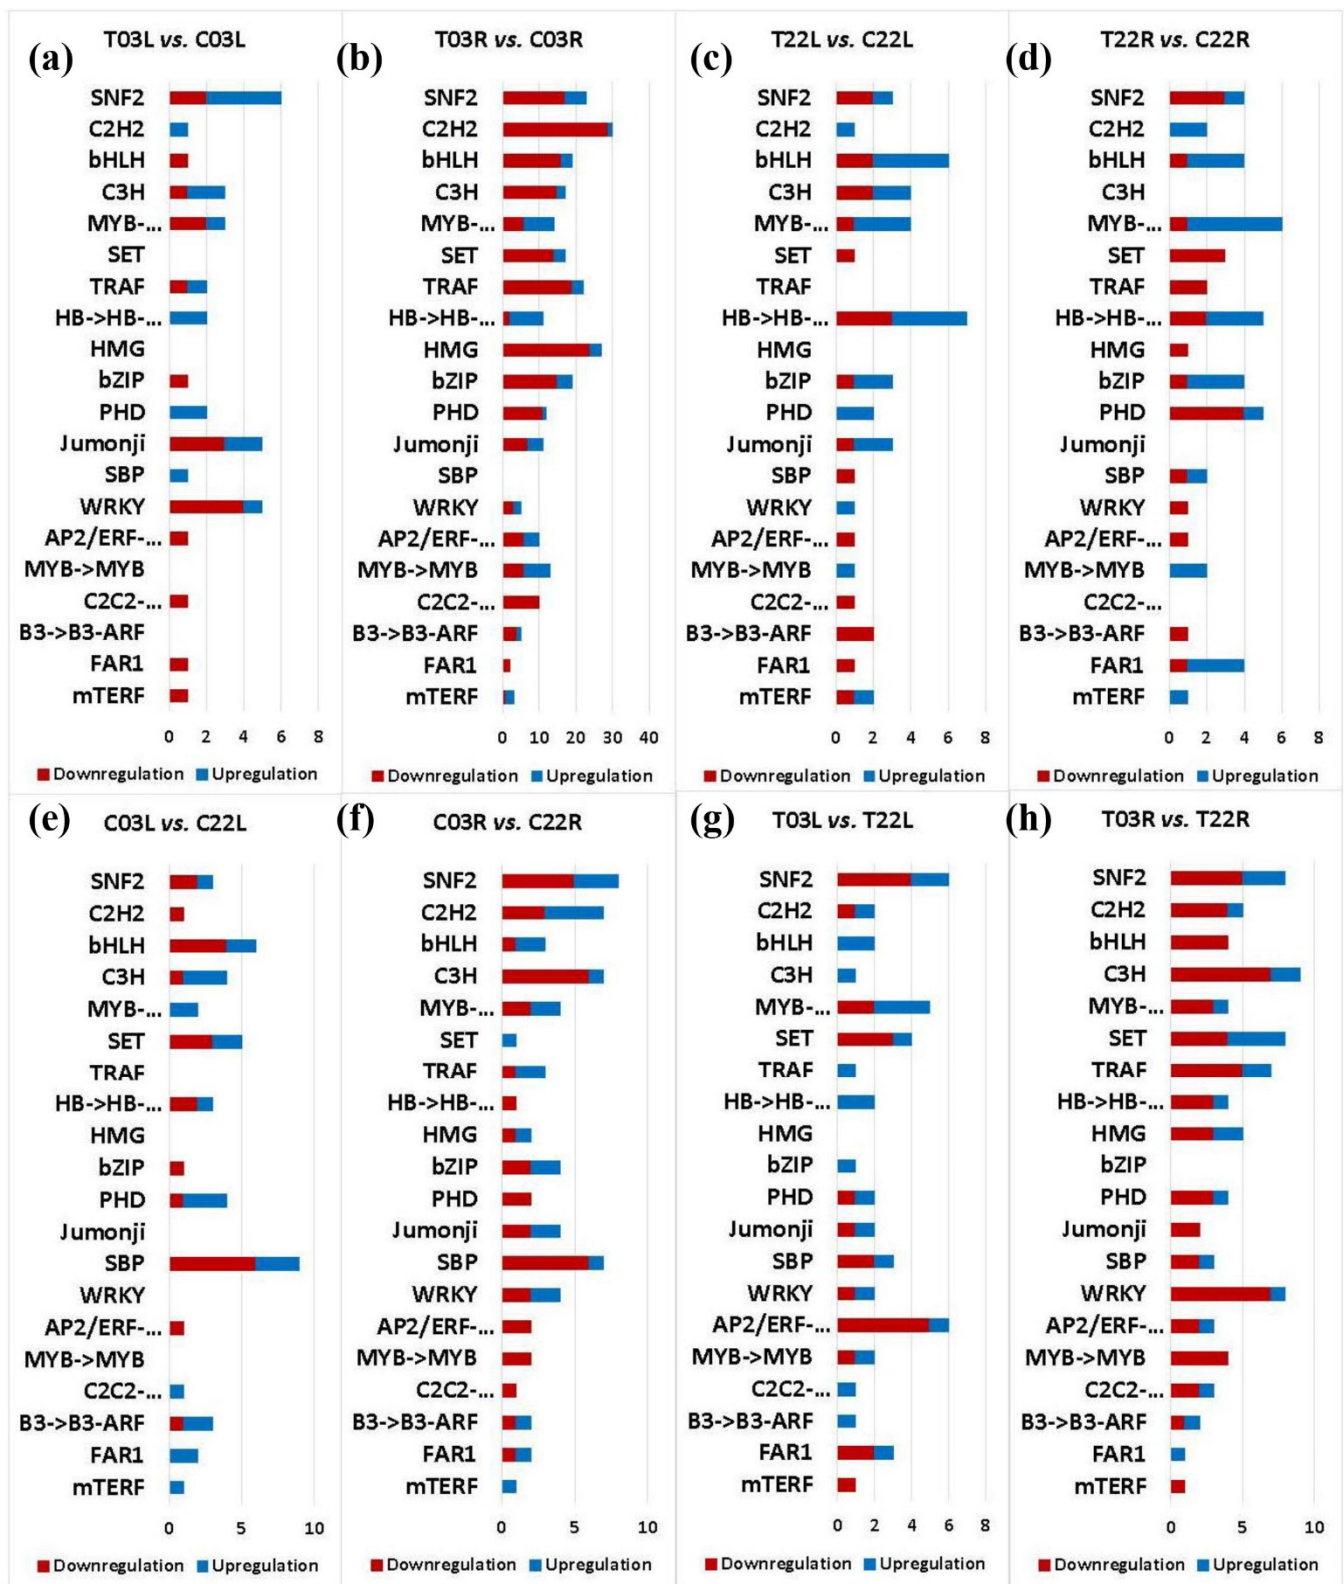 (a) T03L vs. C03L
SNF2
C2H2
bHLH
C3H
MYB-...
SET
TRAF
HB->HB-...
HMG
bZIP
PHD
Jumonji
SBP
WRKY
AP2/ERF-...
MYB->MYB
C2C2-...
B3->B3-ARF
FAR1
mTERF
0 2 4 6 8
Downregulation Upregulation
(b) T03R vs. C03R
SNF2
C2H2
bHLH
C3H
MYB-...
SET
TRAF
HB->HB-...
HMG
bZIP
PHD
Jumonji
SBP
WRKY
AP2/ERF-...
MYB->MYB
C2C2-...
B3->B3-ARF
FAR1
mTERF
0 10 20 30 40
Downregulation Upregulation
(c) T22L vs. C22L
SNF2
C2H2
bHLH
C3H
MYB-...
SET
TRAF
HB->HB-...
HMG
bZIP
PHD
Jumonji
SBP
WRKY
AP2/ERF-...
MYB->MYB
C2C2-...
B3->B3-ARF
FAR1
mTERF
0 2 4 6 8
Downregulation Upregulation
(d) T22R vs. C22R
SNF2
C2H2
bHLH
C3H
MYB-...
SET
TRAF
HB->HB-...
HMG
bZIP
PHD
Jumonji
SBP
WRKY
AP2/ERF-...
MYB->MYB
C2C2-...
B3->B3-ARF
FAR1
mTERF
0 2 4 6 8
Downregulation Upregulation
(e) C03L vs. C22L
SNF2
C2H2
bHLH
C3H
MYB-...
SET
TRAF
HB->HB-...
HMG
bZIP
PHD
Jumonji
SBP
WRKY
AP2/ERF-...
MYB->MYB
C2C2-...
B3->B3-ARF
FAR1
mTERF
0 5 10
Downregulation Upregulation
(f) C03R vs. C22R
SNF2
C2H2
bHLH
C3H
MYB-...
SET
TRAF
HB->HB-...
HMG
bZIP
PHD
Jumonji
SBP
WRKY
AP2/ERF-...
MYB->MYB
C2C2-...
B3->B3-ARF
FAR1
mTERF
0 5 10
Downregulation Upregulation
(g) T03L vs. T22L
SNF2
C2H2
bHLH
C3H
MYB-...
SET
TRAF
HB->HB-...
HMG
bZIP
PHD
Jumonji
SBP
WRKY
AP2/ERF-...
MYB->MYB
C2C2-...
B3->B3-ARF
FAR1
mTERF
0 2 4 6 8
Downregulation Upregulation
(h) T03R vs. T22R
SNF2
C2H2
bHLH
C3H
MYB-...
SET
TRAF
HB->HB-...
HMG
bZIP
PHD
Jumonji
SBP
WRKY
AP2/ERF-...
MYB->MYB
C2C2-...
B3->B3-ARF
FAR1
mTERF
0 5 10
Downregulation Upregulation